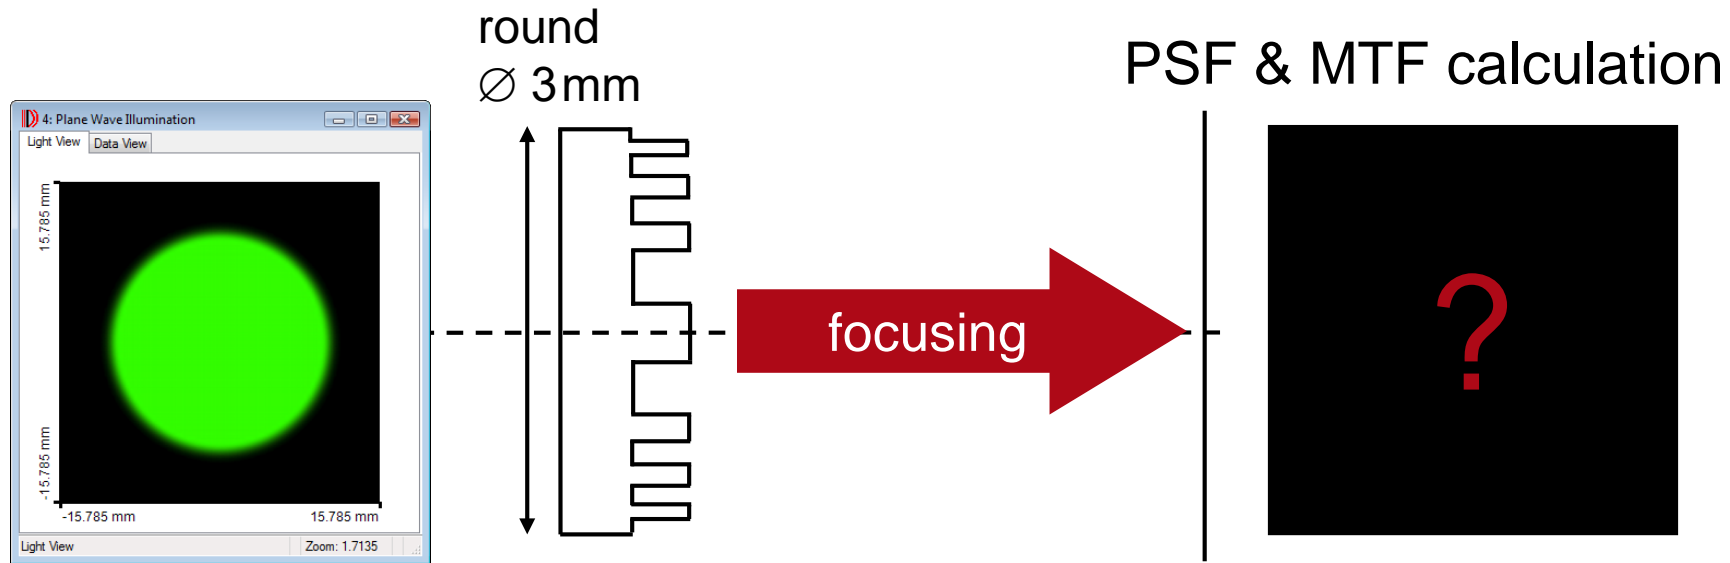 round
∅ 3 mm
PSF & MTF calculation
4: Plane Wave Illumination
Light View
Data View
15.785 mm
-15.785 mm
-15.785 mm
15.785 mm
Light View
Zoom: 1.7135
focusing
?